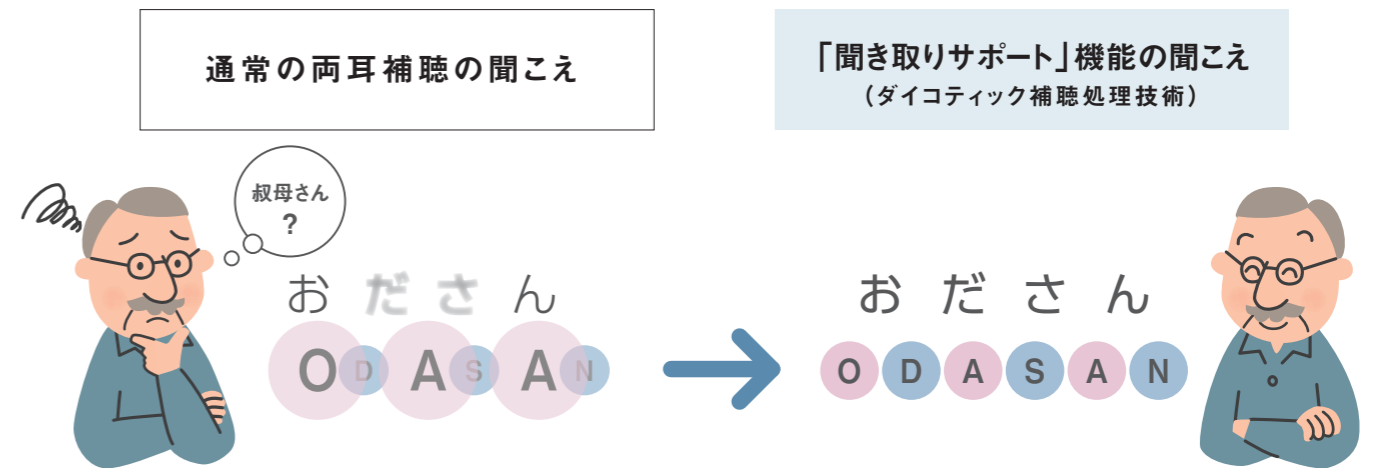 通常の両耳補聴の聞こえ
「聞き取りサポート」機能の聞こえ
(ダイコティック補聴処理技術)
叔母さん
?
おださん
ODASAN
おださん
ODASAN